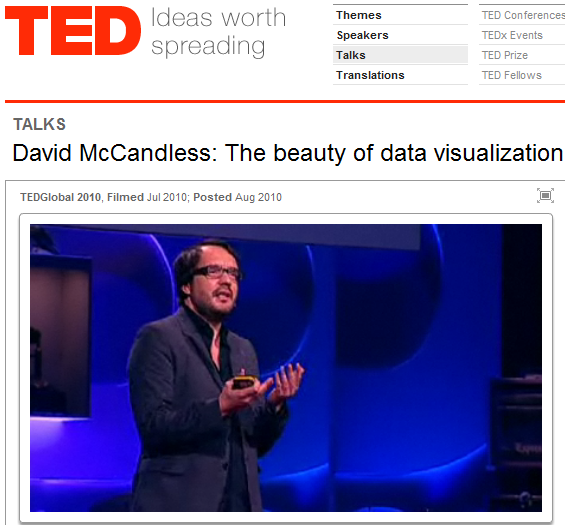 TED Ideas worth
spreading
Themes
Speakers
Talks
Translations
TED Conferences
TEDx Events
TED Prize
TED Fellows
TALKS
David McCandless: The beauty of data visualization
TEDGlobal 2010, Filmed Jul 2010; Posted Aug 2010